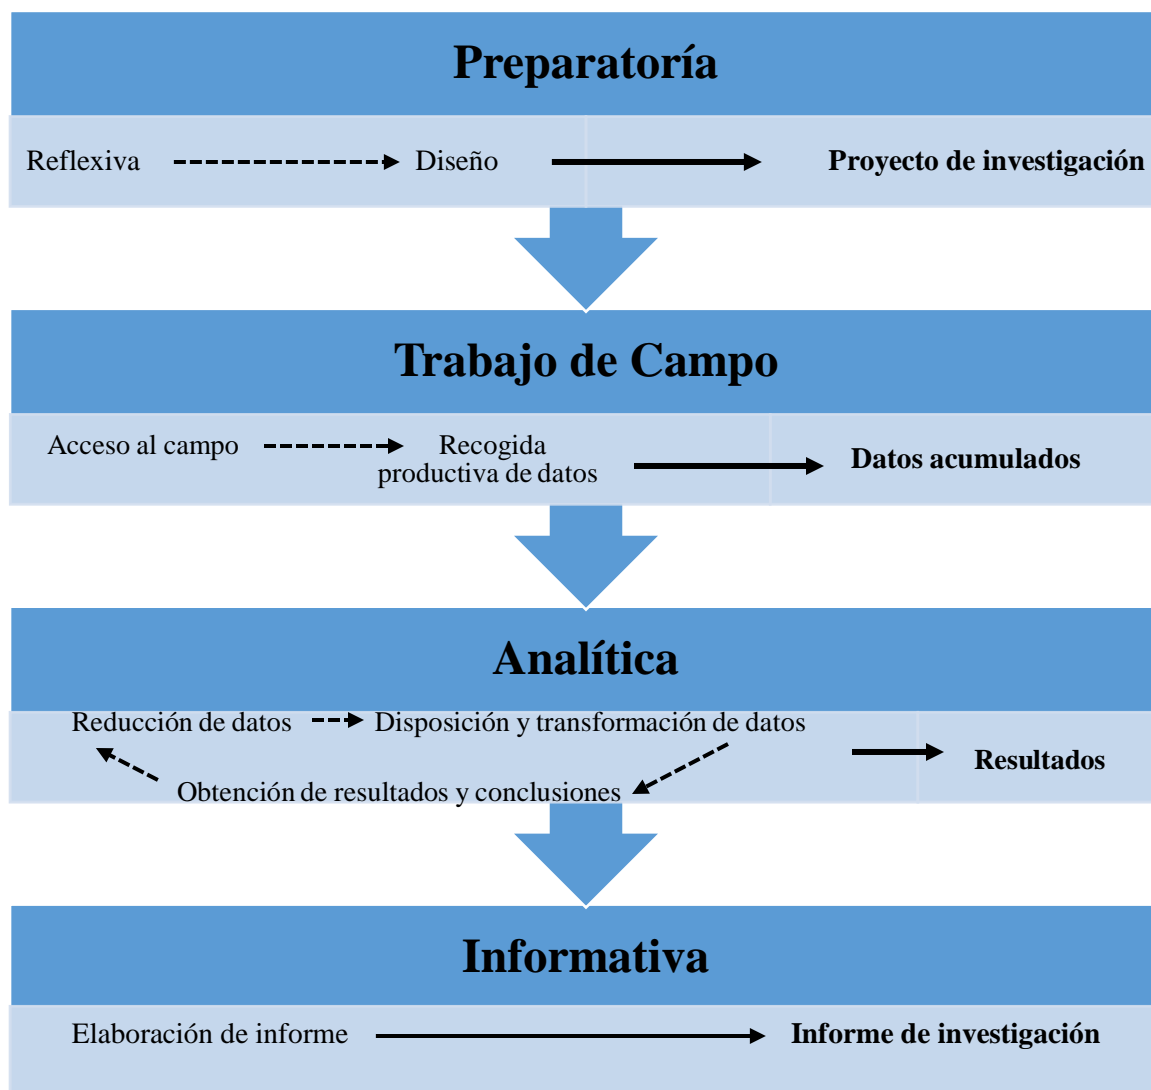 Preparatoría
Reflexiva
Diseño
Proyecto de investigación
Trabajo de Campo
Acceso al campo
Recogida
productiva de datos
Datos acumulados
Analítica
Reducción de datos
Disposición y transformación de datos
Obtención de resultados y conclusiones
Resultados
Informativa
Elaboración de informe
Informe de investigación